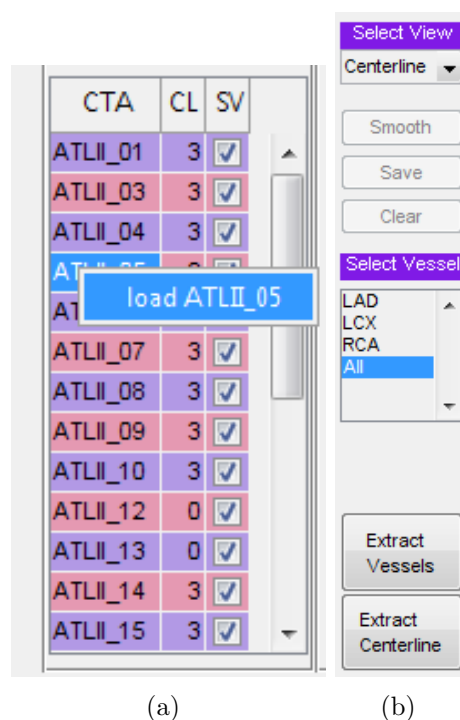 CTA CL SV
ATLII_01 3
ATLII_03 3
ATLII_04 3
load ATLII_05
ATLII_07 3
ATLII_08 3
ATLII_09 3
ATLII_10 3
ATLII_12 0
ATLII_13 0
ATLII_14 3
ATLII_15 3
(a)
Select View
Centerline
Smooth
Save
Clear
Select Vessel
LAD
LCX
RCA
All
Extract
Vessels
Extract
Centerline
(b)